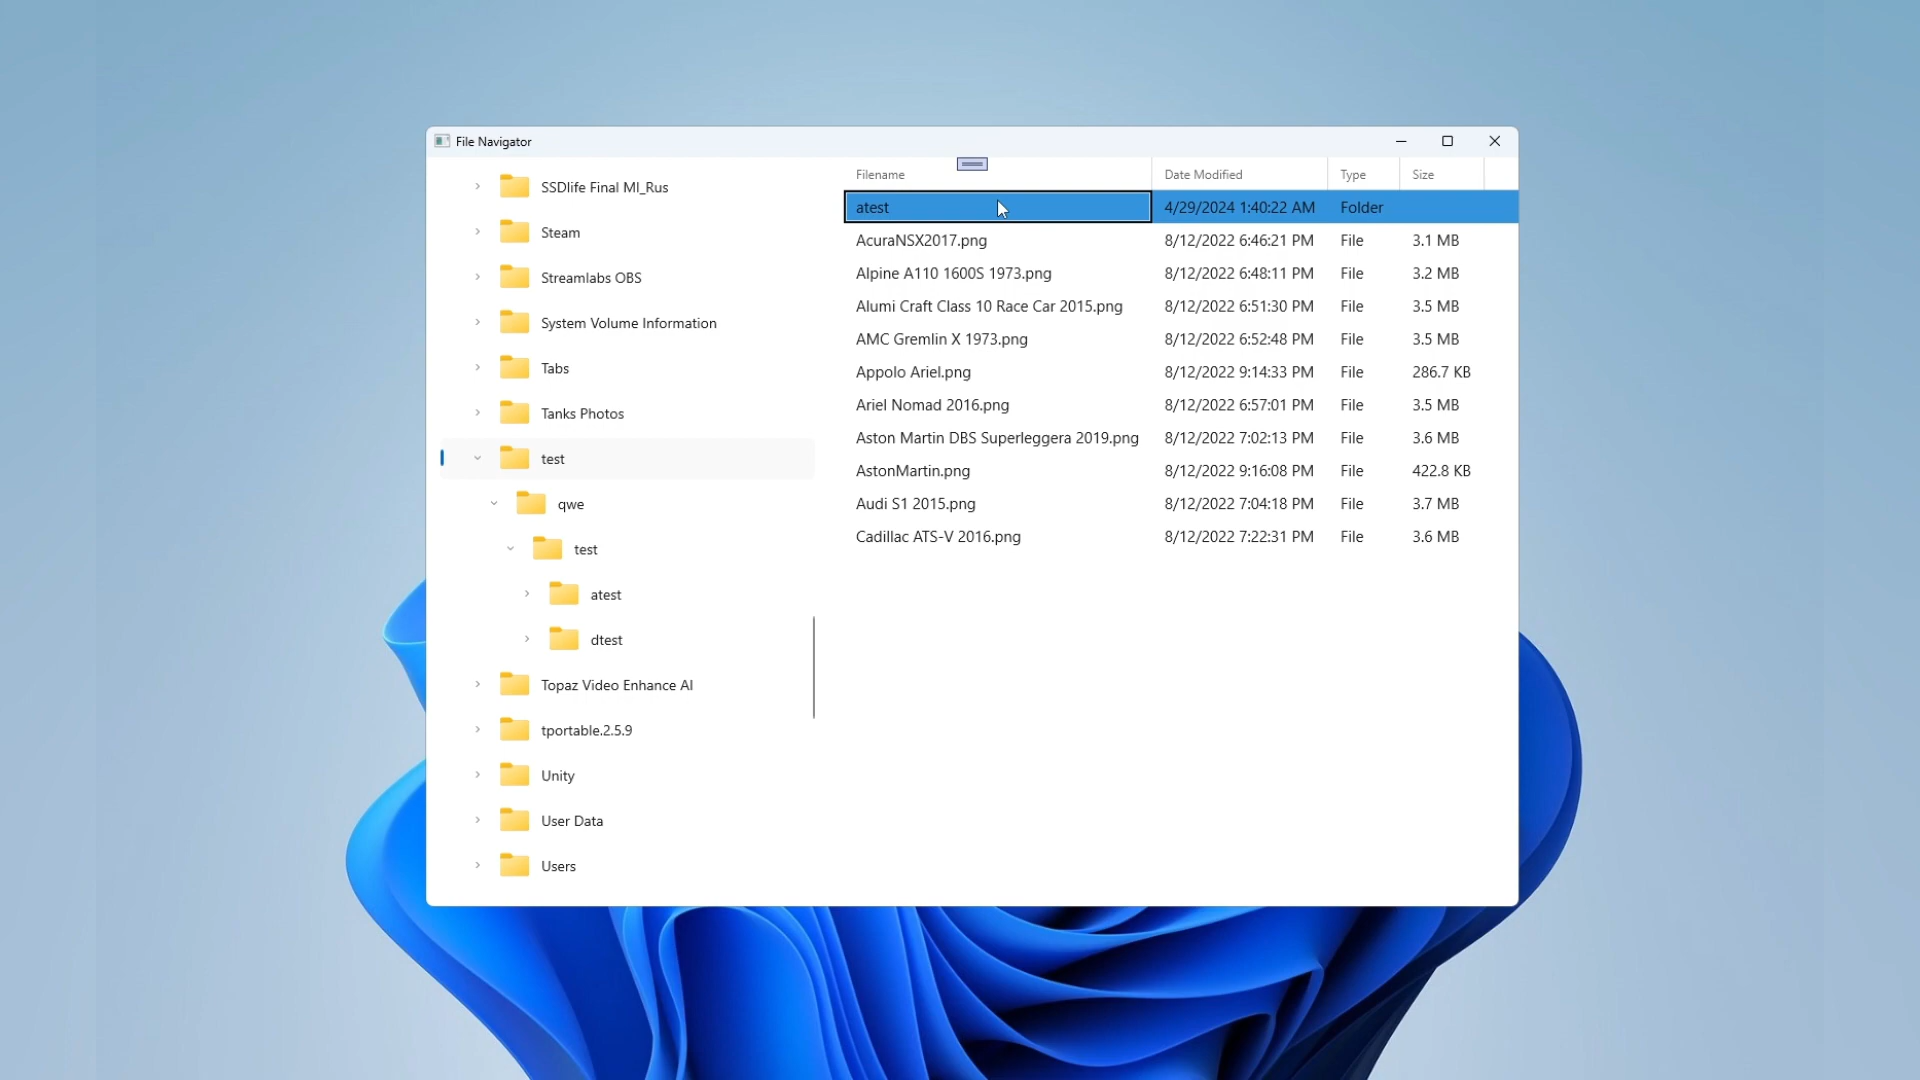 File Navigator
SSDlife Final MI_Rus
Steam
Streamlabs OBS
System Volume Information
Tabs
Tanks Photos
test
qwe
test
atest
dtest
Topaz Video Enhance AI
tportable.2.5.9
Unity
User Data
Users
Filename Date Modified Type Size
atest 4/29/2024 1:40:22 AM Folder
AcuraNSX2017.png 8/12/2022 6:46:21 PM File 3.1 MB
Alpine A110 1600S 1973.png 8/12/2022 6:48:11 PM File 3.2 MB
Alumi Craft Class 10 Race Car 2015.png 8/12/2022 6:51:30 PM File 3.5 MB
AMC Gremlin X 1973.png 8/12/2022 6:52:48 PM File 3.5 MB
Appolo Ariel.png 8/12/2022 9:14:33 PM File 286.7 KB
Ariel Nomad 2016.png 8/12/2022 6:57:01 PM File 3.5 MB
Aston Martin DBS Superleggera 2019.png 8/12/2022 7:02:13 PM File 3.6 MB
AstonMartin.png 8/12/2022 9:16:08 PM File 422.8 KB
Audi S1 2015.png 8/12/2022 7:04:18 PM File 3.7 MB
Cadillac ATS-V 2016.png 8/12/2022 7:22:31 PM File 3.6 MB